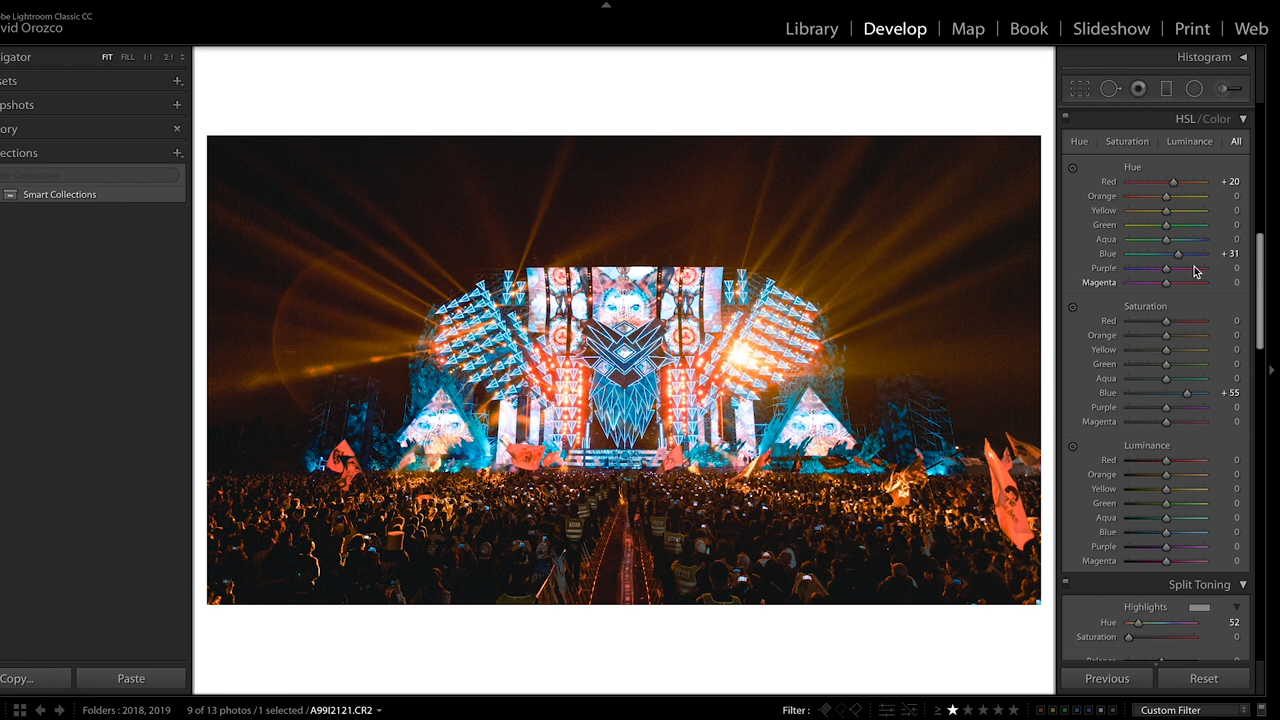 be Lightroom Classic CC
vid Orozco
Library | Develop | Map | Book | Slideshow | Print | Web
igator FIT FILL 1:1 2:1
sets
pshots
ory
ections
Smart Collections
Copy... Paste
Histogram
HSL / Color
Hue Saturation Luminance All
Hue
Red + 20
Orange 0
Yellow 0
Green 0
Aqua 0
Blue + 31
Purple 0
Magenta 0
Saturation
Red 0
Orange 0
Yellow 0
Green 0
Aqua 0
Blue + 55
Purple 0
Magenta 0
Luminance
Red 0
Orange 0
Yellow 0
Green 0
Aqua 0
Blue 0
Purple 0
Magenta 0
Split Toning
Highlights
Hue 52
Saturation 0
Previous Reset
Folders : 2018, 2019 9 of 13 photos /1 selected / A99I2121.CR2
Filter : ≥ Custom Filter